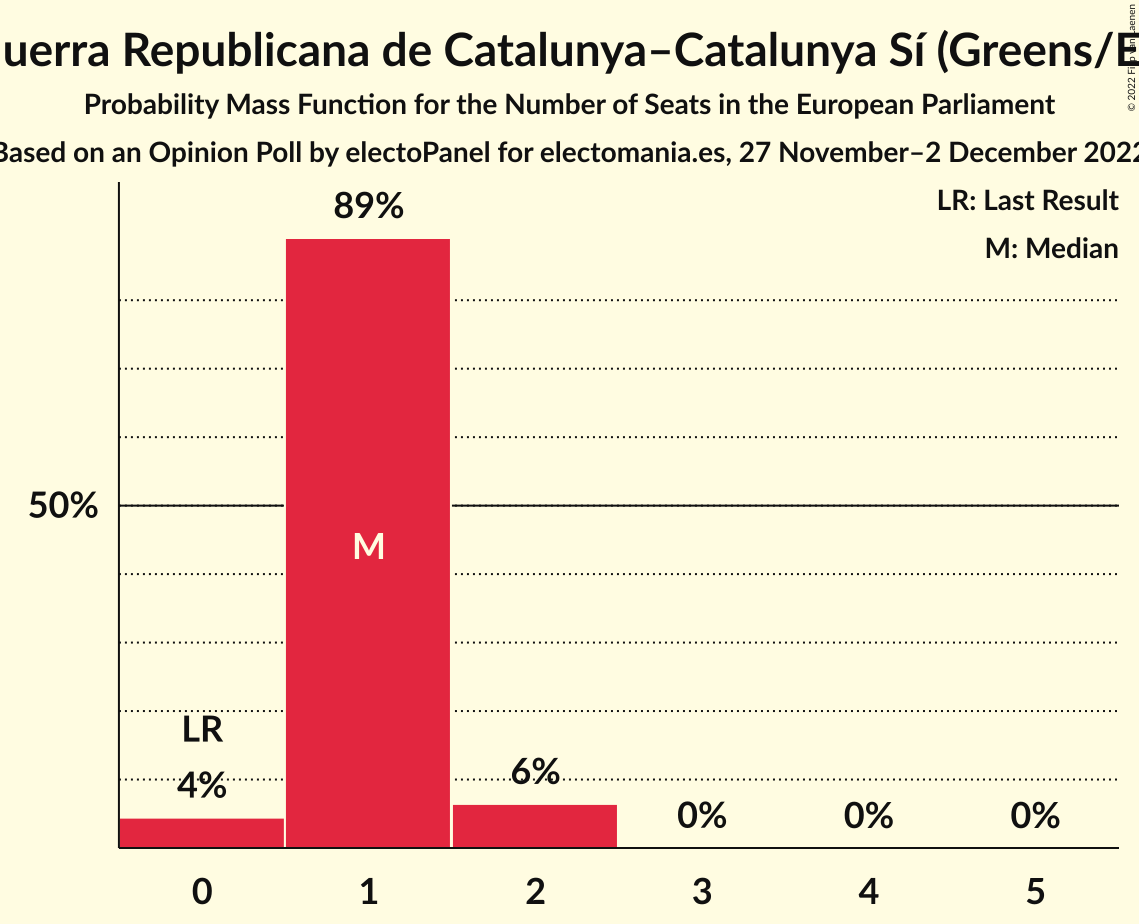 uerra Republicana de Catalunya–Catalunya Sí (Greens/E
Probability Mass Function for the Number of Seats in the European Parliament
Based on an Opinion Poll by electoPanel for electomania.es, 27 November–2 December 2022
© 2022
LR: Last Result
M: Median
89%
50%
M
LR
4%
6%
0%
0%
0%
0
1
2
3
4
5